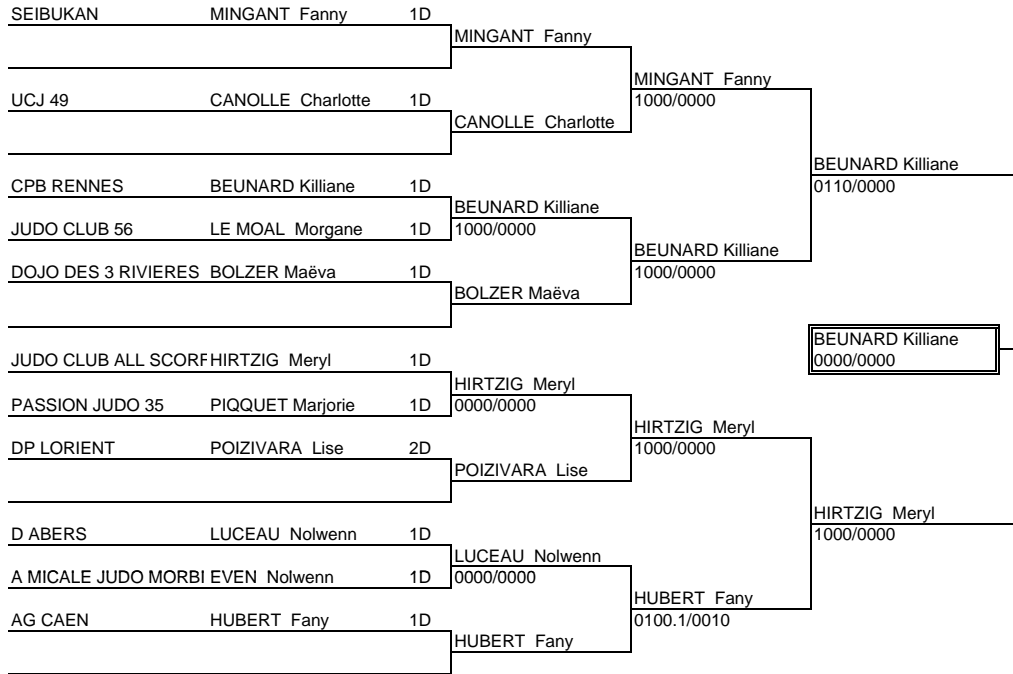 SEIBUKAN MINGANT Fanny 1D
MINGANT Fanny
MINGANT Fanny
UCJ 49 CANOLLE Charlotte 1D
1000/0000
CANOLLE Charlotte
BEUNARD Killiane
CPB RENNES BEUNARD Killiane 1D
0110/0000
BEUNARD Killiane
JUDO CLUB 56 LE MOAL Morgane 1D
1000/0000
BEUNARD Killiane
DOJO DES 3 RIVIERES BOLZER Maëva 1D
1000/0000
BOLZER Maëva
BEUNARD Killiane
0000/0000
JUDO CLUB ALL SCORF HIRTZIG Meryl 1D
HIRTZIG Meryl
PASSION JUDO 35 PIQQUET Marjorie 1D
0000/0000
HIRTZIG Meryl
DP LORIENT POIZIVARA Lise 2D
1000/0000
POIZIVARA Lise
HIRTZIG Meryl
D ABERS LUCEAU Nolwenn 1D
1000/0000
LUCEAU Nolwenn
A MICALE JUDO MORBI EVEN Nolwenn 1D
0000/0000
HUBERT Fany
AG CAEN HUBERT Fany 1D
0100.1/0010
HUBERT Fany